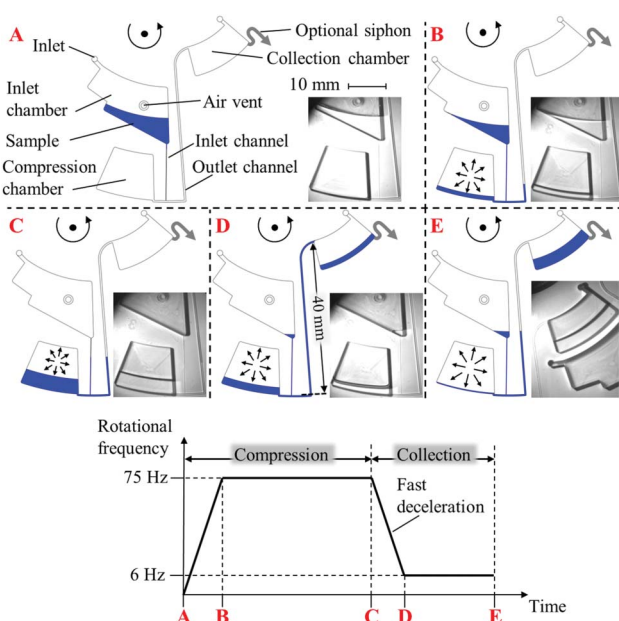 A
Inlet
Optional siphon
Collection chamber
10 mm
Inlet
chamber
Air vent
Sample
Inlet channel
Compression
chamber
Outlet channel
B
C
D
40 mm
E
Rotational
frequency
Compression
Collection
75 Hz
Fast
deceleration
6 Hz
Time
A
B
C
D
E